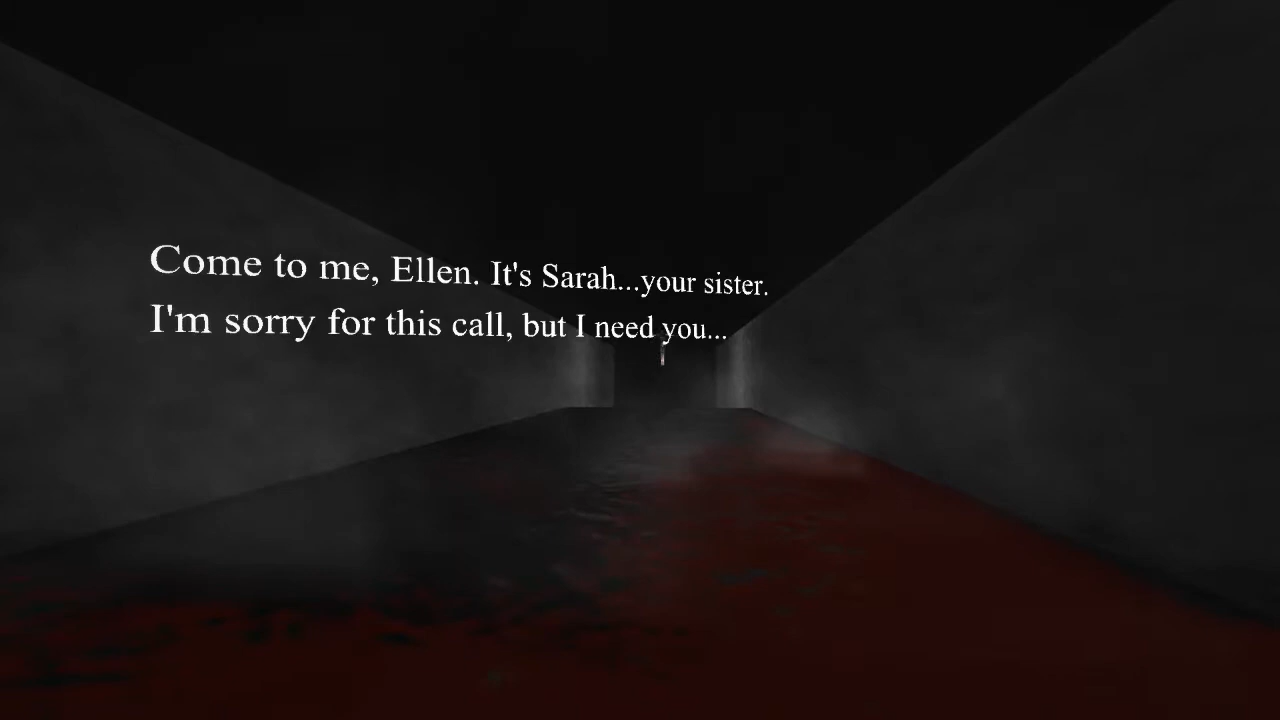 Come to me, Ellen. It's Sarah...your sister.
I'm sorry for this call, but I need you...